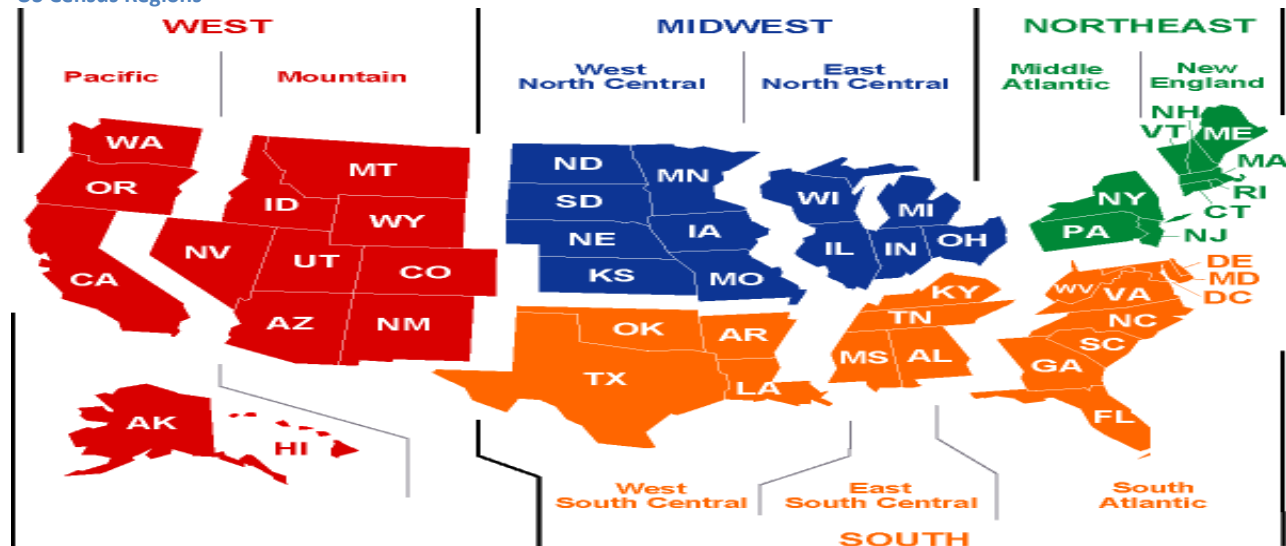 US Census Regions
WEST
MIDWEST
NORTHEAST
Pacific
Mountain
West
North Central
East
North Central
Middle
Atlantic
New
England
WA
OR
CA
NV
ID
MT
WY
UT
CO
AZ
NM
AK
HI
ND
SD
NE
KS
MN
IA
MO
WI
MI
IL
IN
OH
NH
VT
ME
MA
RI
CT
NY
PA
NJ
DE
MD
DC
WV
VA
NC
SC
GA
FL
KY
TN
MS
AL
OK
AR
TX
LA
West
South Central
East
South Central
South
Atlantic
SOUTH